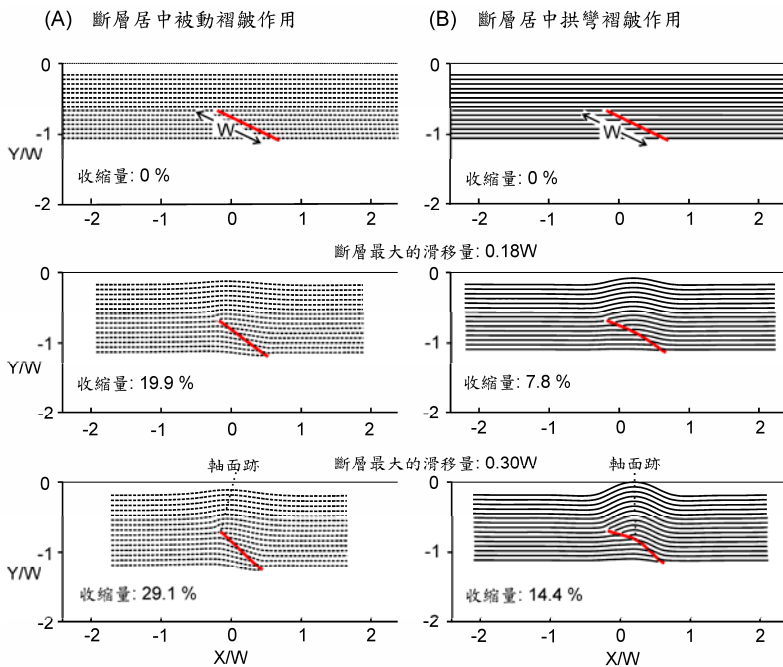 (A) 斷層居中被動褶皺作用
(B) 斷層居中拱彎褶皺作用
0
-1
-2
Y/W
W
收縮量: 0 %
-2 -1 0 1 2
0
-1
-2
Y/W
W
收縮量: 0 %
-2 -1 0 1 2
斷層最大的滑移量: 0.18W
0
-1
-2
Y/W
收縮量: 19.9 %
-2 -1 0 1 2
0
-1
-2
Y/W
收縮量: 7.8 %
-2 -1 0 1 2
斷層最大的滑移量: 0.30W
軸面跡
0
-1
-2
Y/W
收縮量: 29.1 %
-2 -1 0 1 2
X/W
軸面跡
0
-1
-2
Y/W
收縮量: 14.4 %
-2 -1 0 1 2
X/W